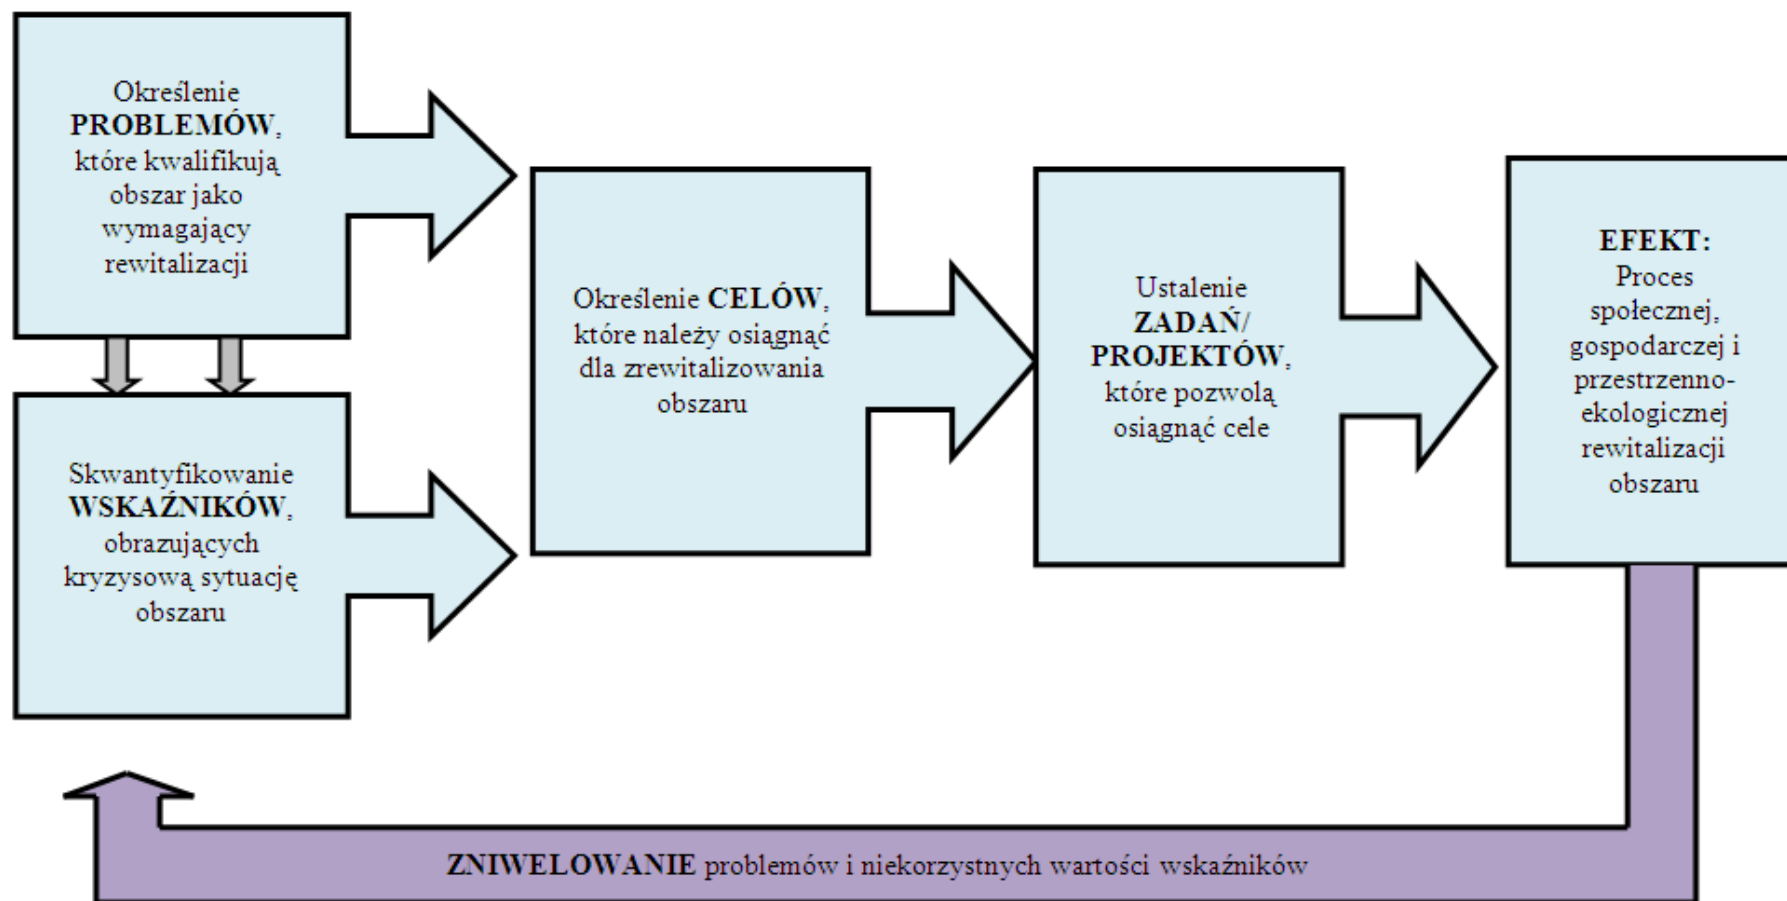 Określenie
PROBLEMÓW,
które kwalifikują
obszar jako
wymagający
rewitalizacji
Skwantyfikowanie
WSKAŹNIKÓW,
obrazujących
kryzysową sytuację
obszaru
Określenie CELÓW,
które należy osiągnąć
dla zrewitalizowania
obszaru
Ustalenie
ZADAŃ/
PROJEKTÓW,
które pozwolą
osiągnąć cele
EFEKT:
Proces
społecznej,
gospodarczej i
przestrzenno-
ekologicznej
rewitalizacji
obszaru
ZNIWELOWANIE problemów i niekorzystnych wartości wskaźników